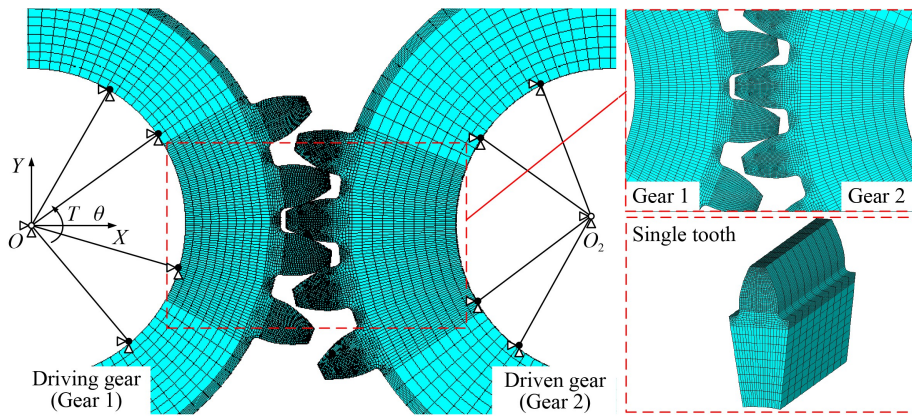 Y
T θ
O
X
O₂
Driving gear
(Gear 1)
Driven gear
(Gear 2)
Gear 1
Gear 2
Single tooth